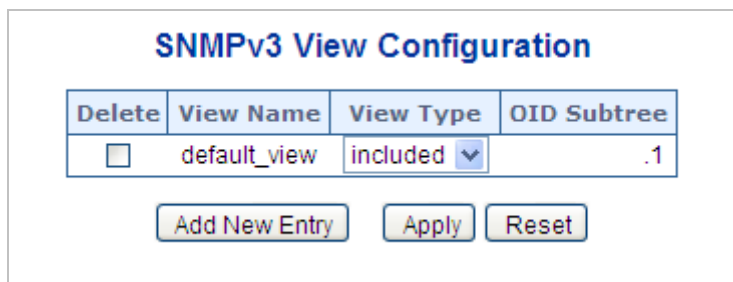 SNMPv3 View Configuration
Delete View Name View Type OID Subtree
default_view included .1
Add New Entry Apply Reset